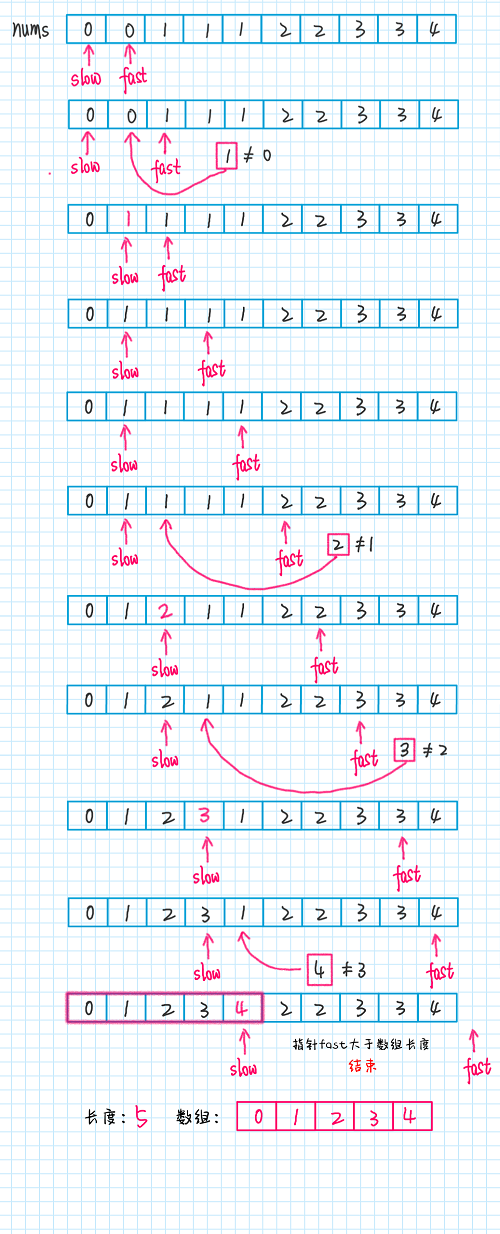 nums 0 0 1 1 1 2 2 3 3 4
slow fast
0 0 1 1 1 2 2 3 3 4
slow fast 1 ≠ 0
0 1 1 1 1 2 2 3 3 4
slow fast
0 1 1 1 1 2 2 3 3 4
slow fast
0 1 1 1 1 2 2 3 3 4
slow fast
0 1 1 1 1 2 2 3 3 4
slow fast 2 ≠ 1
0 1 2 1 1 2 2 3 3 4
slow fast
0 1 2 1 1 2 2 3 3 4
slow fast 3 ≠ 2
0 1 2 3 1 2 2 3 3 4
slow fast
0 1 2 3 1 2 2 3 3 4
slow 4 ≠ 3 fast
0 1 2 3 4 2 2 3 3 4
指针fast大于数组长度
slow 结束 fast
长度: 5 数组: 0 1 2 3 4